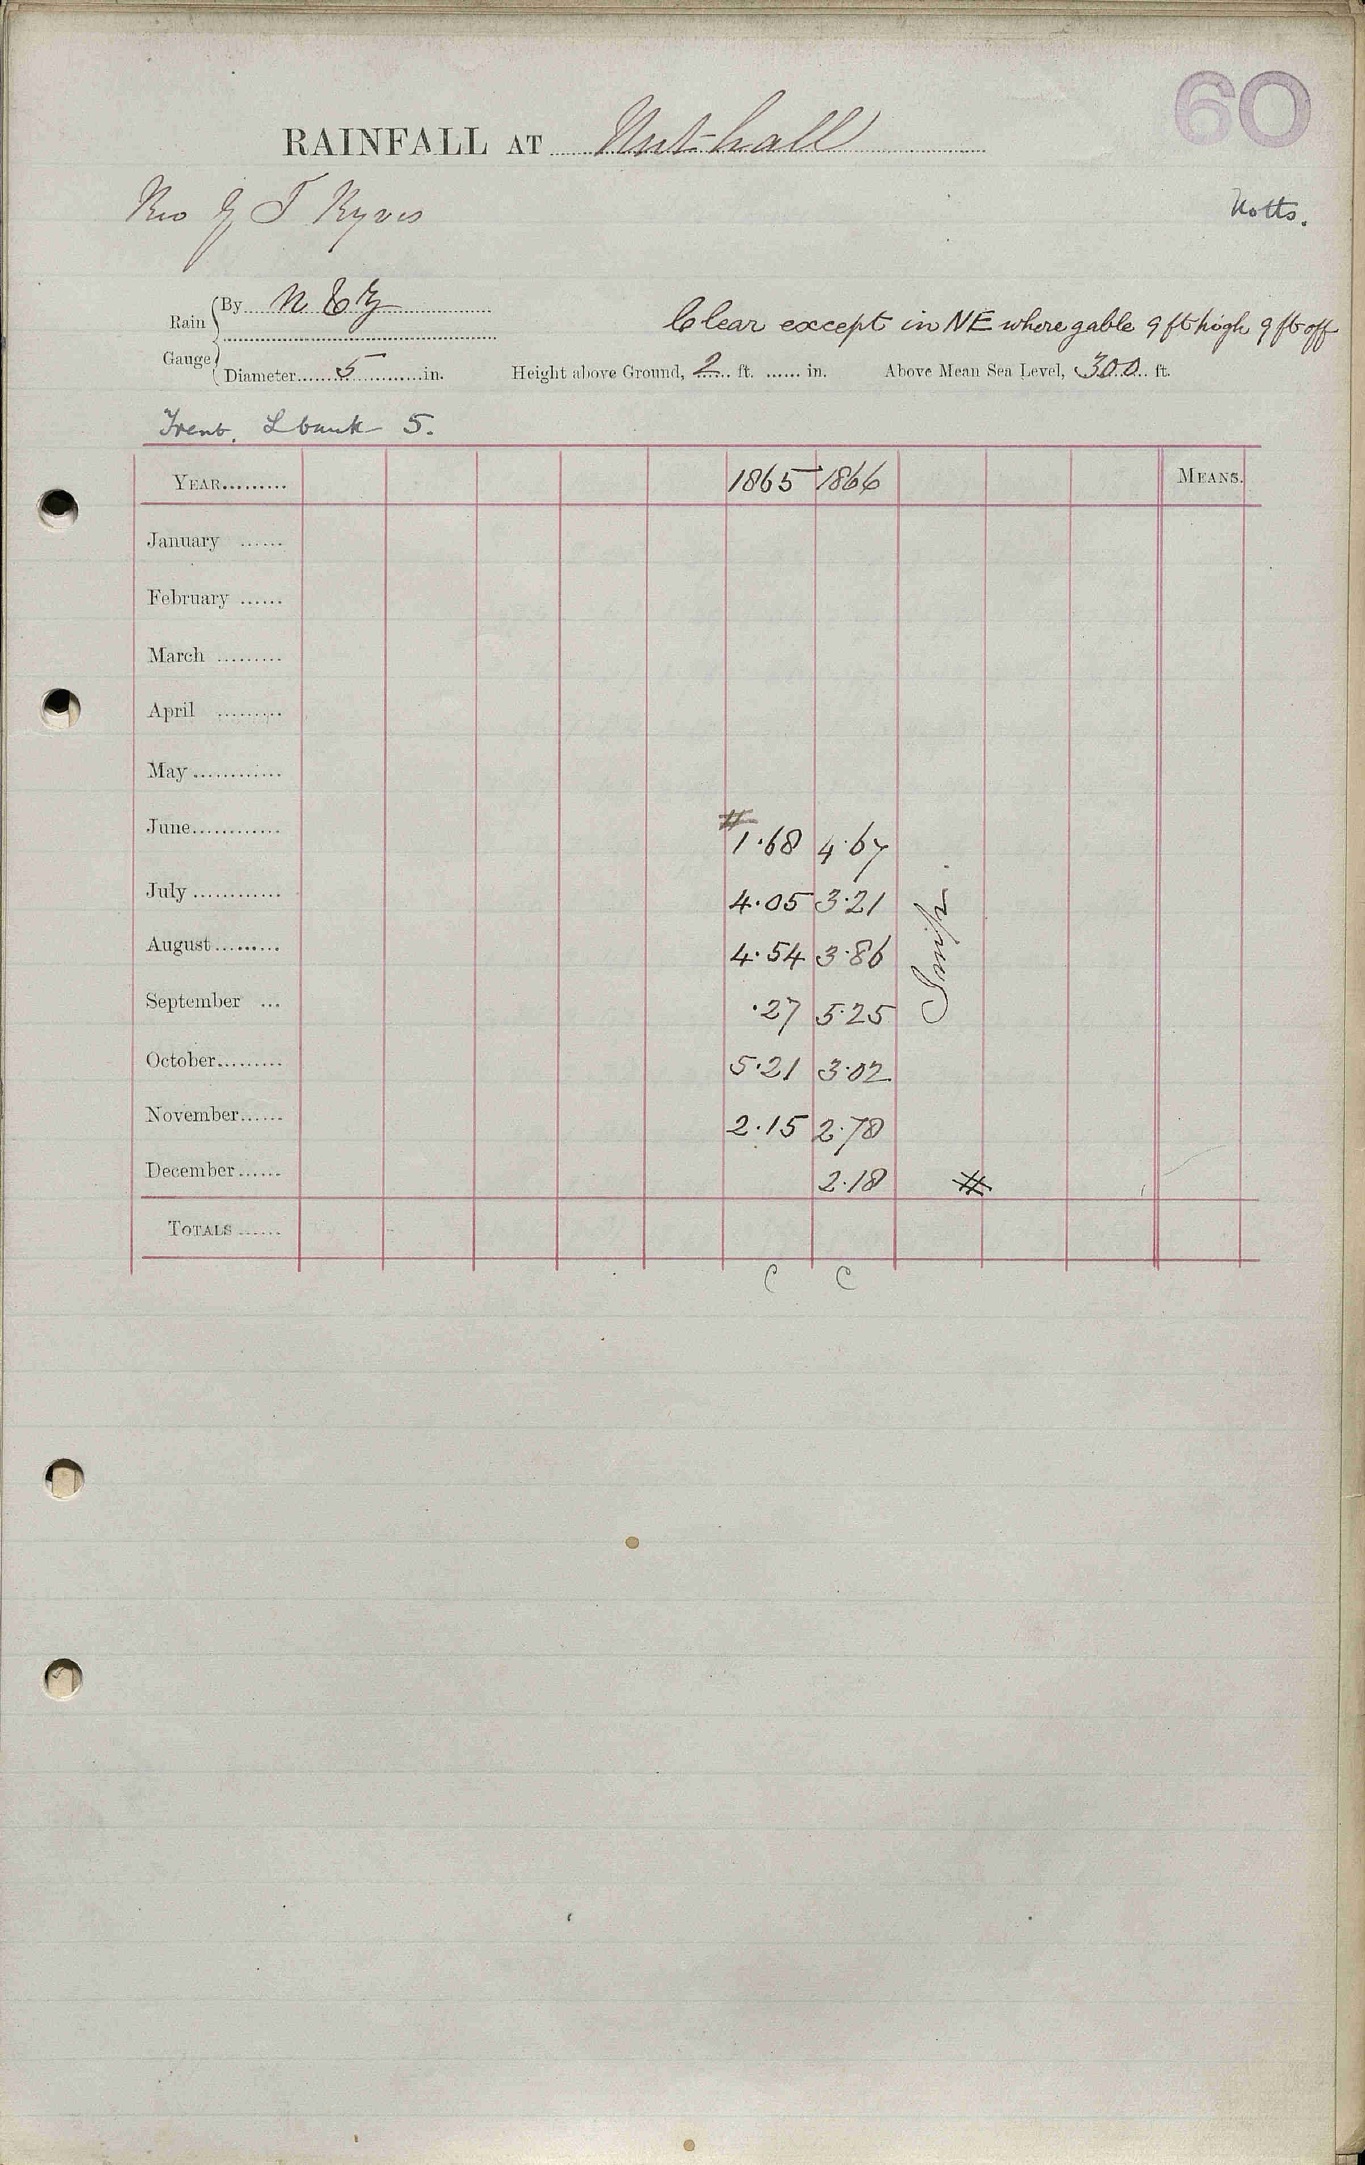 60
RAINFALL AT Nuthall
Rev G T Ryves
Notts.
Rain Gauge By N & Z
Clear except in NE where gable 9 ft high 9 ft off
Diameter 5 in. Height above Ground, 2 ft. in. Above Mean Sea Level, 300 ft.
Trent. L bank 5.
YEAR 1865 1866 MEANS.
January
February
March
April
May
#
June 1.68 4.67
July 4.05 3.21
August 4.54 3.86
September .27 5.25
October 5.21 3.02
November 2.15 2.78
December 2.18 #
TOTALS
C C